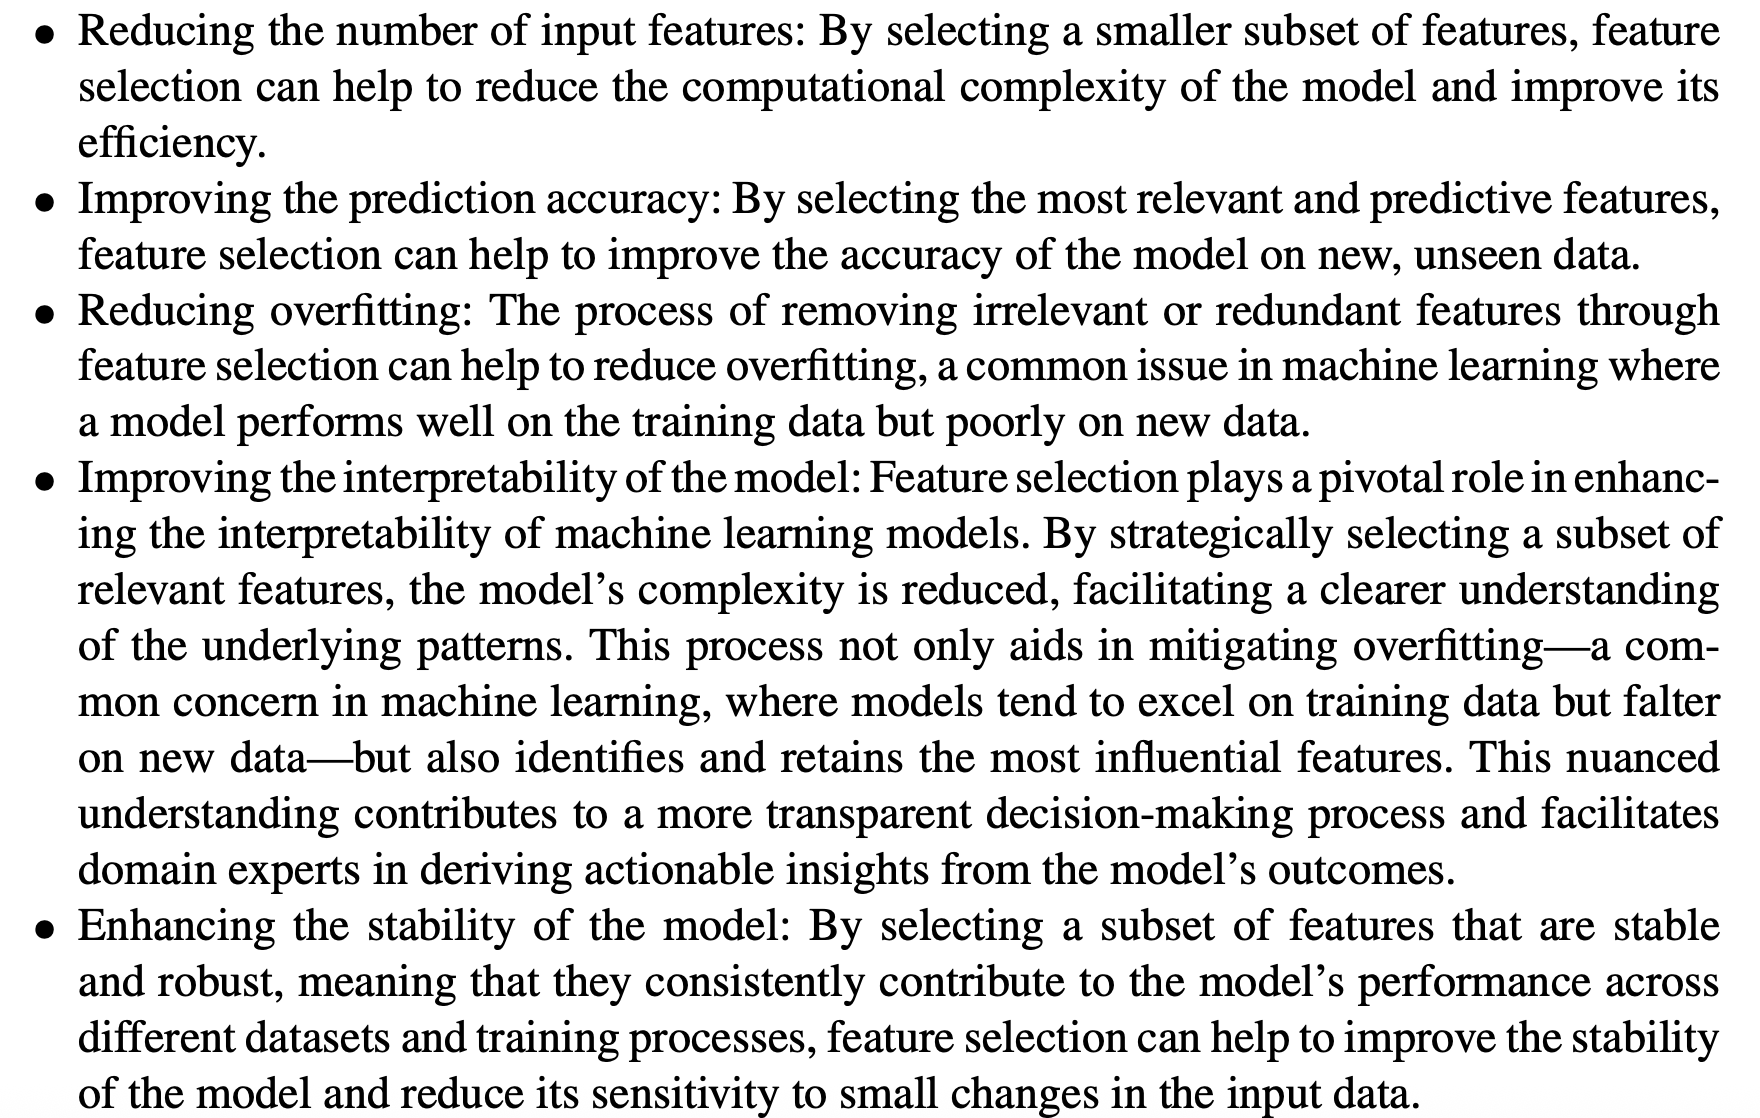 • Reducing the number of input features: By selecting a smaller subset of features, feature
selection can help to reduce the computational complexity of the model and improve its
efficiency.
• Improving the prediction accuracy: By selecting the most relevant and predictive features,
feature selection can help to improve the accuracy of the model on new, unseen data.
• Reducing overfitting: The process of removing irrelevant or redundant features through
feature selection can help to reduce overfitting, a common issue in machine learning where
a model performs well on the training data but poorly on new data.
• Improving the interpretability of the model: Feature selection plays a pivotal role in enhanc-
ing the interpretability of machine learning models. By strategically selecting a subset of
relevant features, the model’s complexity is reduced, facilitating a clearer understanding
of the underlying patterns. This process not only aids in mitigating overfitting—a com-
mon concern in machine learning, where models tend to excel on training data but falter
on new data—but also identifies and retains the most influential features. This nuanced
understanding contributes to a more transparent decision-making process and facilitates
domain experts in deriving actionable insights from the model’s outcomes.
• Enhancing the stability of the model: By selecting a subset of features that are stable
and robust, meaning that they consistently contribute to the model’s performance across
different datasets and training processes, feature selection can help to improve the stability
of the model and reduce its sensitivity to small changes in the input data.